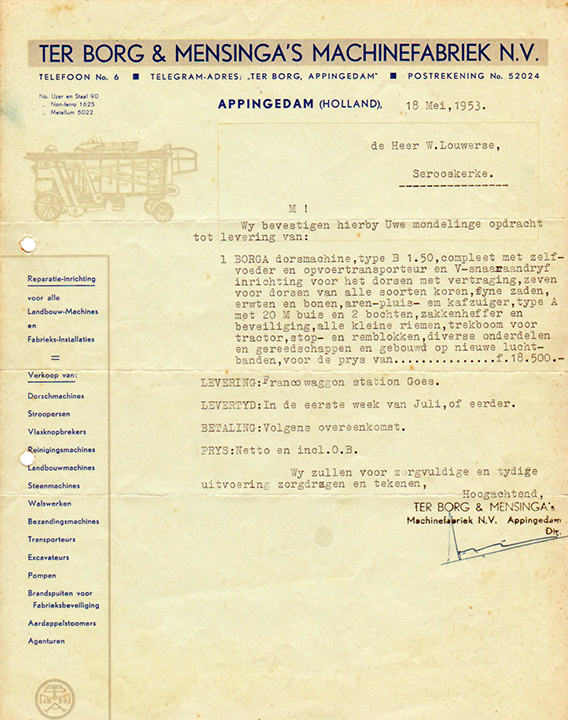 TER BORG & MENSINGA'S MACHINEFABRIEK N.V.
TELEFOON No. 6 ■ TELEGRAM-ADRES: „TER BORG, APPINGEDAM" ■ POSTREKENING No. 52024
No. IJzer en Staal 90
„ Non-ferro 1625
„ Metallum 5022
APPINGEDAM (HOLLAND), 18 Mei,1953.
de Heer W.Louwerse,
Serooskerke.
M !
Wy bevestigen hierby Uwe mondelinge opdracht
tot levering van:
1 BORGA dorsmachine,type B 1.50,compleet met zelf-
voeder en opvoertransporteur en V-snaaraandryf
inrichting voor het dorsen met vertraging,zeven
voor dorsen van alle soorten koren,fyne zaden,
erwten en bonen,aren-pluis- em kafzuiger,type A
met 20 M buis en 2 bochten,zakkenheffer en
beveiliging,alle kleine riemen,trekboom voor
tractor,stop- en remblokken,diverse onderdelen
en gereedschappen en gebouwd op nieuwe lucht-
banden,voor de prys van...............f.18.500.-
LEVERING:Franco waggon station Goes.
LEVERTYD:In de eerste week van Juli,of eerder.
BETALING:Volgens overeenkomst.
PRYS:Netto en incl.O.B.
Wy zullen voor zorgvuldige en tydige
uitvoering zorgdragen en tekenen,
Hoogachtend,
TER BORG & MENSINGA's
Machinefabriek N.V. Appingedam
Dir.
Reparatie-inrichting
voor alle
Landbouw-Machines
en
Fabrieks-Installaties
=
Verkoop van:
Dorschmachines
Stroopersen
Vlasknopbrekers
Reinigingsmachines
Landbouwmachines
Steenmachines
Walswerken
Bezandingsmachines
Transporteurs
Excavateurs
Pompen
Brandspuiten voor
Fabrieksbeveiliging
Aardappelstoomers
Agenturen